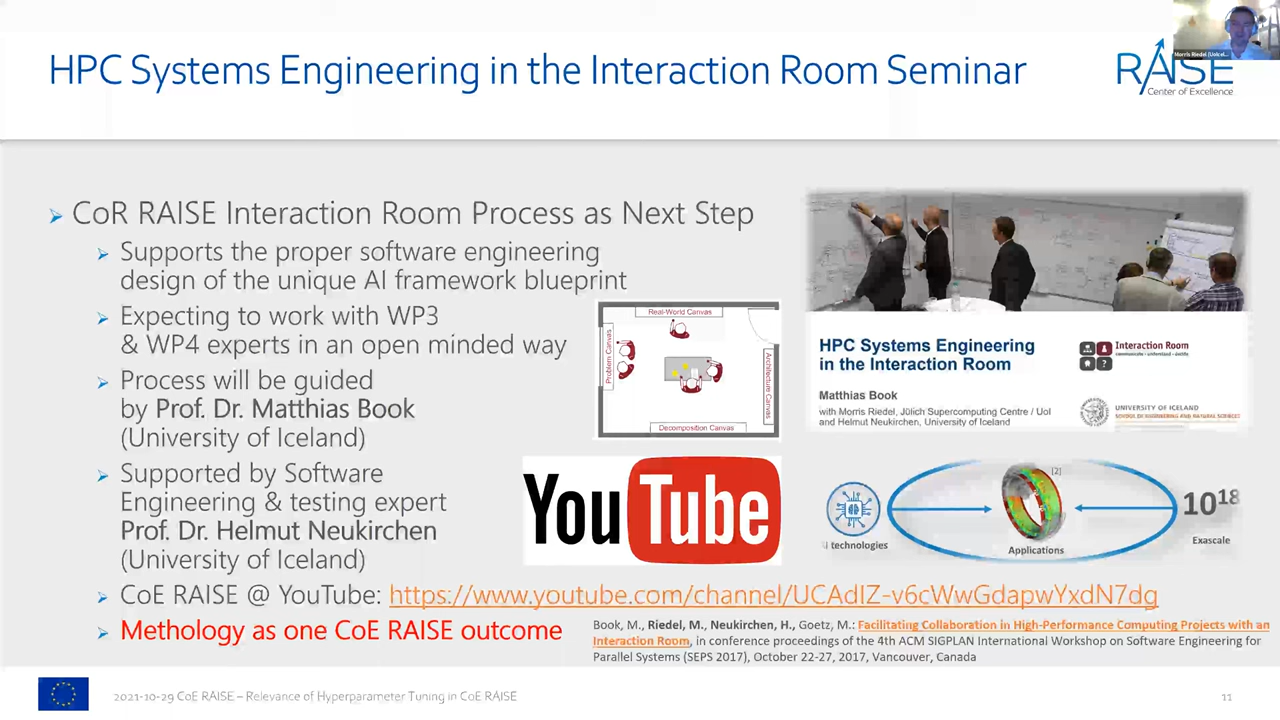 HPC Systems Engineering in the Interaction Room Seminar
Morris Riedel
RAISE
Center of Excellence
CoR RAISE Interaction Room Process as Next Step
Supports the proper software engineering
design of the unique AI framework blueprint
Expecting to work with WP3
& WP4 experts in an open minded way
Process will be guided
by Prof. Dr. Matthias Book
(University of Iceland)
Supported by Software
Engineering & testing expert
Prof. Dr. Helmut Neukirchen
(University of Iceland)
CoE RAISE @ YouTube: https://www.youtube.com/channel/UCAdIZ-v6cWwGdapwYxdN7dg
Methology as one CoE RAISE outcome
Real-World Canvas
Problem Canvas
Architecture Canvas
Decomposition Canvas
YouTube
HPC Systems Engineering
in the Interaction Room
Interaction Room
communicate · understand · decide
Matthias Book
with Morris Riedel, Jülich Supercomputing Centre / UoI
and Helmut Neukirchen, University of Iceland
UNIVERSITY OF ICELAND
SCHOOL OF ENGINEERING AND NATURAL SCIENCES
[2]
10¹⁸
I technologies
Applications
Exascale
Book, M., Riedel, M., Neukirchen, H., Goetz, M.: Facilitating Collaboration in High-Performance Computing Projects with an
Interaction Room, in conference proceedings of the 4th ACM SIGPLAN International Workshop on Software Engineering for
Parallel Systems (SEPS 2017), October 22-27, 2017, Vancouver, Canada
2021-10-29 CoE RAISE – Relevance of Hyperparameter Tuning in CoE RAISE
11